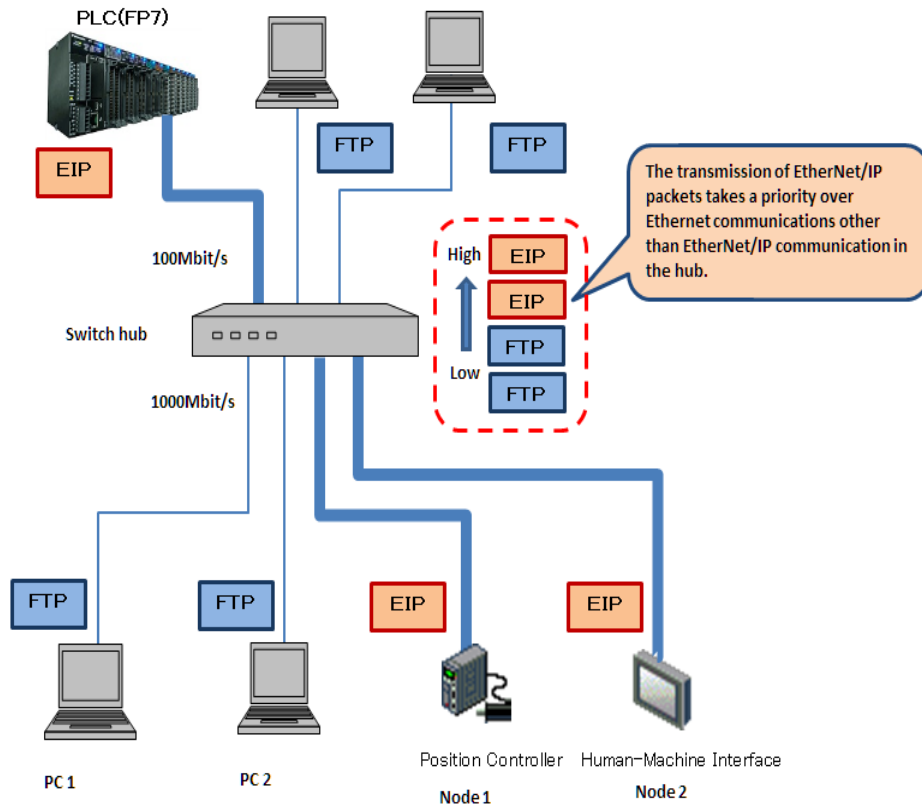 PLC(FP7)
FTP
FTP
EIP
The transmission of EtherNet/IP
packets takes a priority over
Ethernet communications other
than EtherNet/IP communication in
the hub.
100Mbit/s
High
EIP
EIP
Switch hub
FTP
Low
FTP
1000Mbit/s
FTP
FTP
EIP
EIP
Position Controller
Human-Machine Interface
PC 1
PC 2
Node 1
Node 2